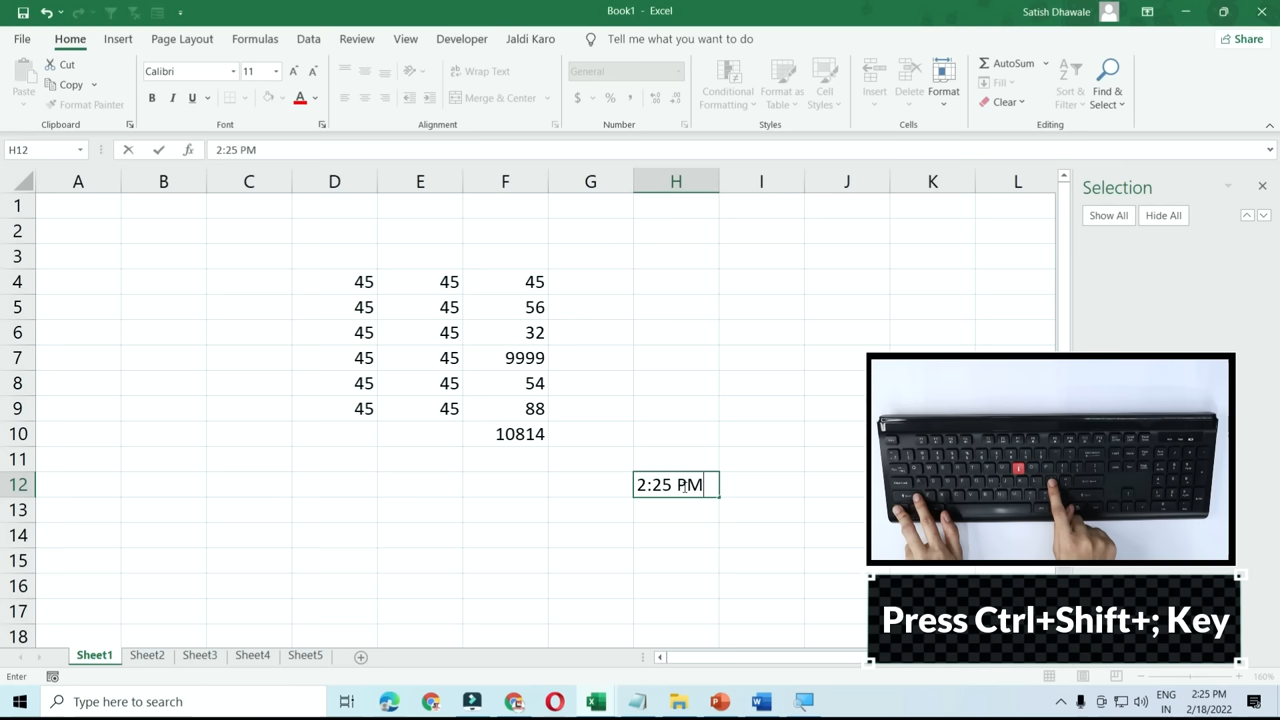 Book1 - Excel
Satish Dhawale
File Home Insert Page Layout Formulas Data Review View Developer Jaldi Karo Tell me what you want to do
Share
Paste
Cut
Copy
Format Painter
Clipboard
Calibri 11
B I U
A
Font
Wrap Text
Merge & Center
Alignment
General
$ % ,
Number
Conditional Formatting
Format as Table
Cell Styles
Styles
Insert
Delete
Format
Cells
AutoSum
Fill
Clear
Sort & Filter
Find & Select
Editing
H12
fx
2:25 PM
A B C D E F G H I J K L
1
2
3
4 45 45 45
5 45 45 56
6 45 45 32
7 45 45 9999
8 45 45 54
9 45 45 88
10 10814
11
12 2:25 PM
13
14
15
16
17
18
Selection
Show All Hide All
Press Ctrl+Shift+; Key
Sheet1 Sheet2 Sheet3 Sheet4 Sheet5
Enter
160%
Type here to search
ENG
IN
2:25 PM
2/18/2022